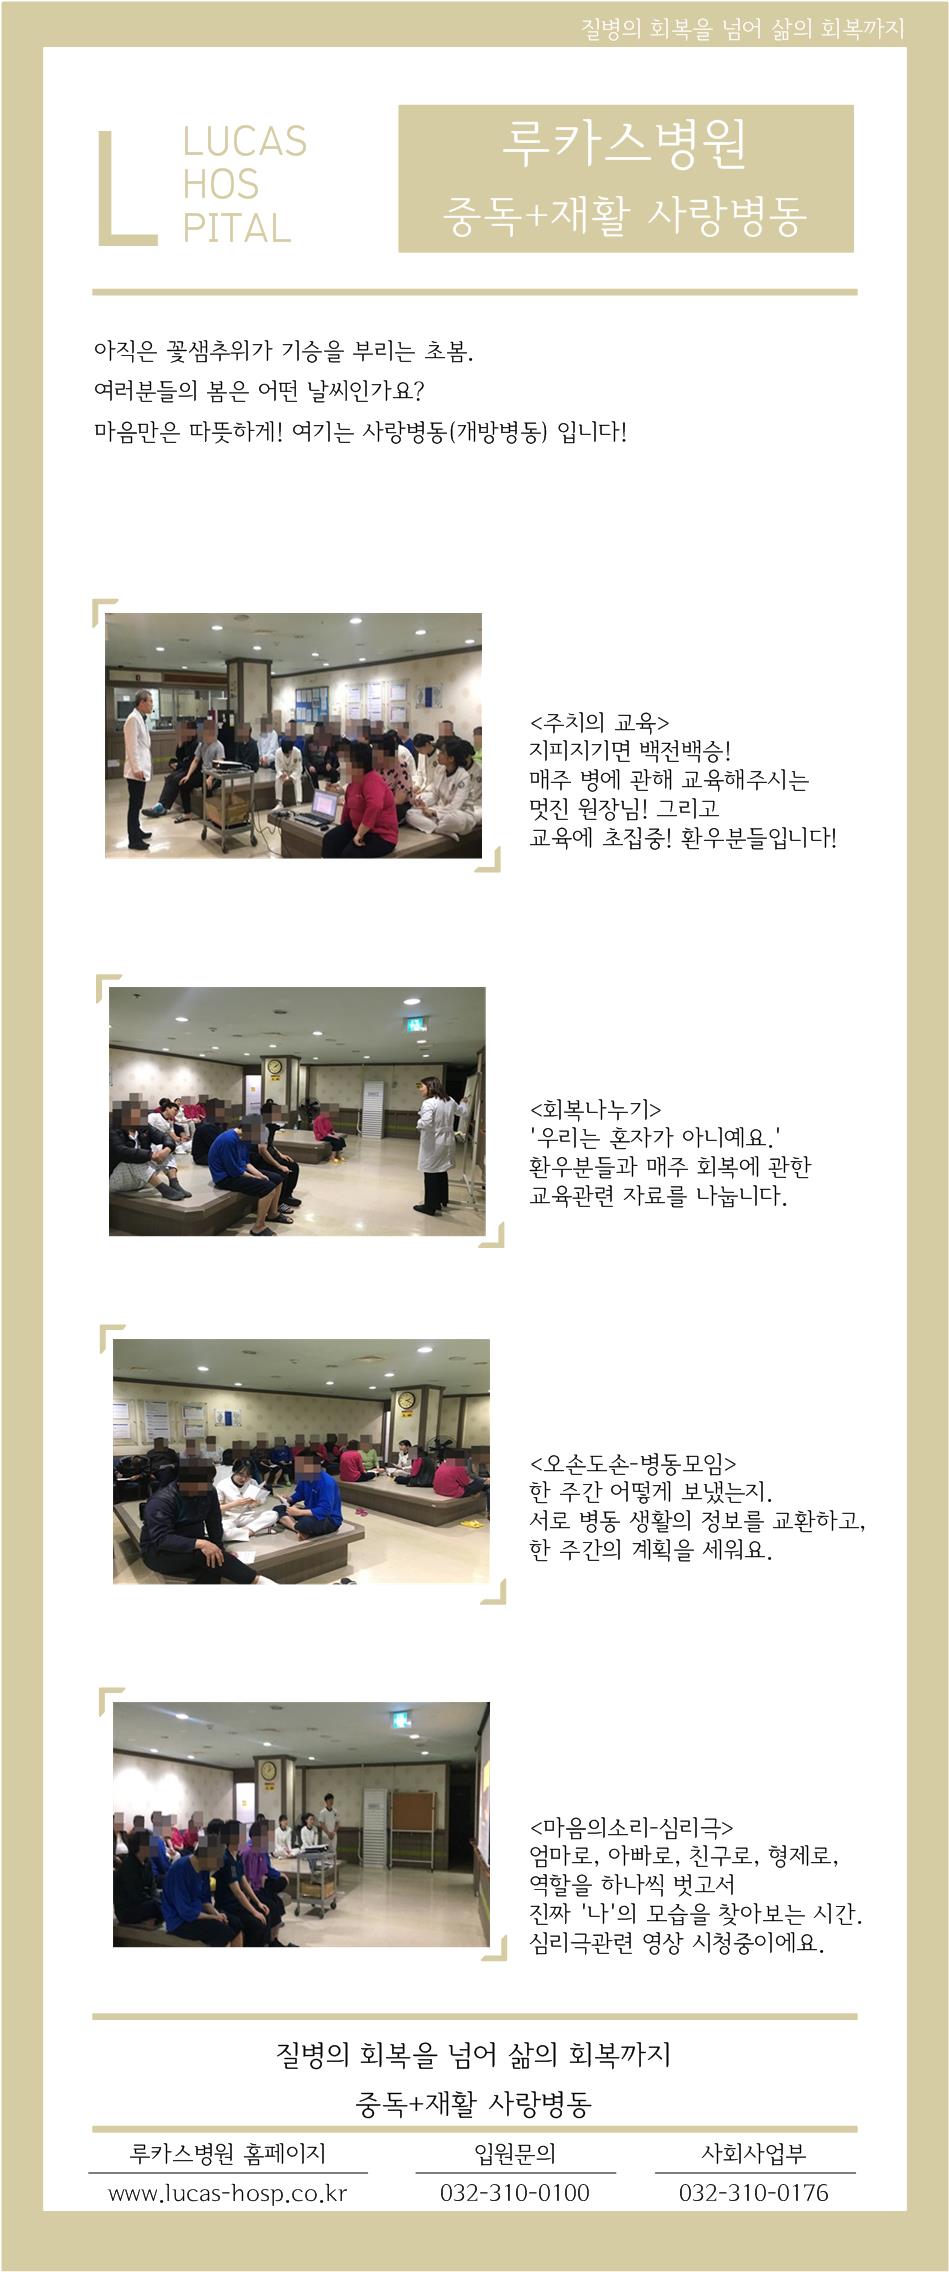 질병의 회복을 넘어 삶의 회복까지
L
LUCAS
HOS
PITAL
루카스병원
중독+재활 사랑병동
아직은 꽃샘추위가 기승을 부리는 초봄.
여러분들의 봄은 어떤 날씨인가요?
마음만은 따뜻하게! 여기는 사랑병동(개방병동) 입니다!
<주치의 교육>
지피지기면 백전백승!
매주 병에 관해 교육해주시는
멋진 원장님! 그리고
교육에 초집중! 환우분들입니다!
<회복나누기>
'우리는 혼자가 아니예요.'
환우분들과 매주 회복에 관한
교육관련 자료를 나눕니다.
<오손도손-병동모임>
한 주간 어떻게 보냈는지.
서로 병동 생활의 정보를 교환하고,
한 주간의 계획을 세워요.
<마음의소리-심리극>
엄마로, 아빠로, 친구로, 형제로,
역할을 하나씩 벗고서
진짜 '나'의 모습을 찾아보는 시간.
심리극관련 영상 시청중이에요.
질병의 회복을 넘어 삶의 회복까지
중독+재활 사랑병동
루카스병원 홈페이지
www.lucas-hosp.co.kr
입원문의
032-310-0100
사회사업부
032-310-0176